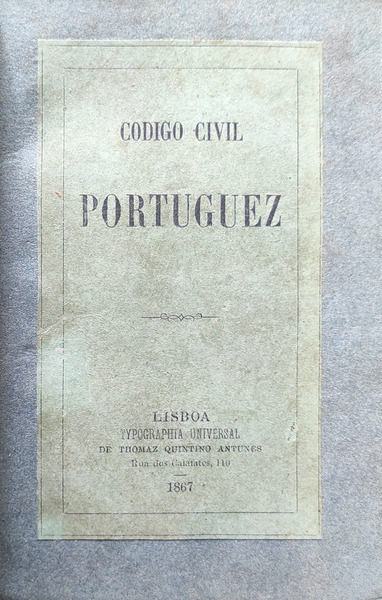 CODIGO CIVIL
PORTUGUEZ
LISBOA
TYPOGRAPHIA UNIVERSAL
DE THOMAZ QUINTINO ANTUNES
Rua dos Calafates, 110
1867